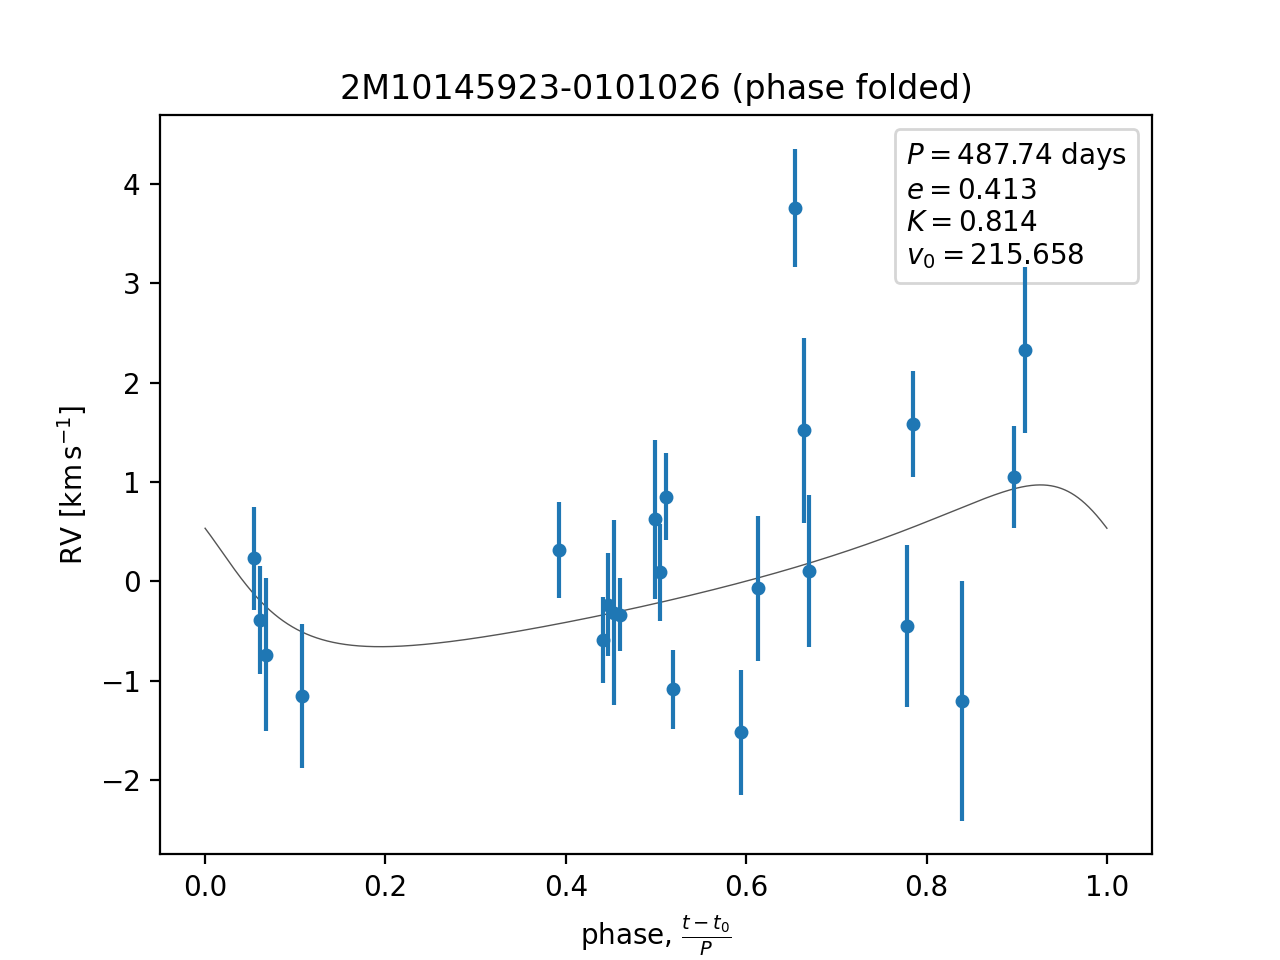 2M10145923-0101026 (phase folded)
P = 487.74 days
e = 0.413
K = 0.814
v₀ = 215.658
4
3
2
1
0
−1
−2
RV [km s⁻¹]
0.0 0.2 0.4 0.6 0.8 1.0
phase, (t − t₀)/P